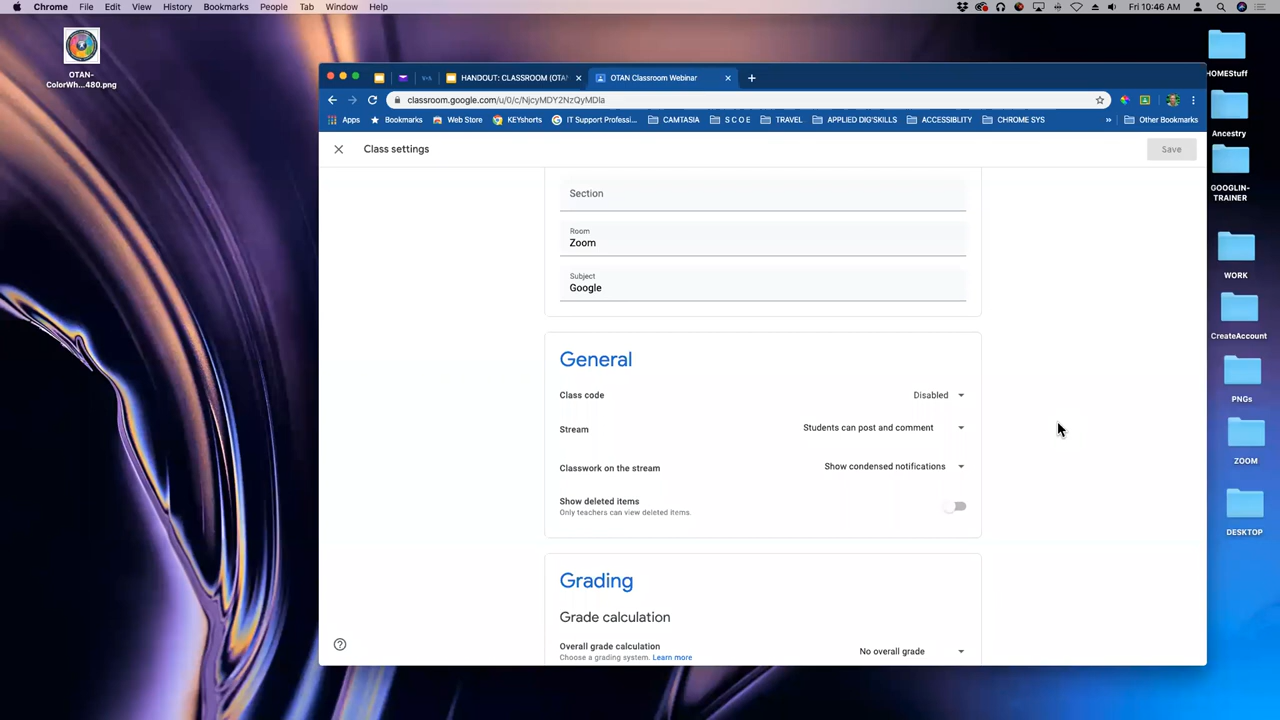 Chrome File Edit View History Bookmarks People Tab Window Help Fri 10:46 AM
OTAN-
ColorWh...480.png
HANDOUT: CLASSROOM (OTAN
OTAN Classroom Webinar
classroom.google.com/u/0/c/NjcyMDY2NzQyMDla
Apps Bookmarks Web Store KEYshorts IT Support Professi... CAMTASIA S C O E TRAVEL APPLIED DIG'SKILLS ACCESSIBLITY CHROME SYS » Other Bookmarks
Class settings
Save
Section
Room
Zoom
Subject
Google
General
Class code Disabled
Stream Students can post and comment
Classwork on the stream Show condensed notifications
Show deleted items
Only teachers can view deleted items
Grading
Grade calculation
Overall grade calculation No overall grade
Choose a grading system. Learn more
HOMEStuff
Ancestry
GOOGLIN-
TRAINER
WORK
CreateAccount
PNGs
ZOOM
DESKTOP